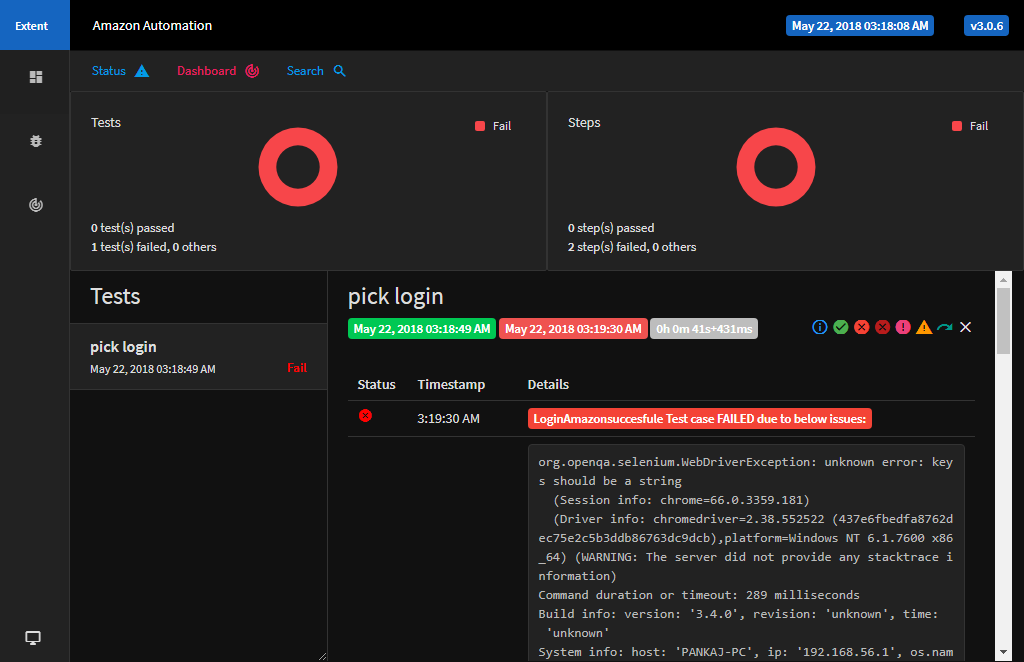 Extent
Amazon Automation
May 22, 2018 03:18:08 AM
v3.0.6
Status
Dashboard
Search
Tests
Fail
0 test(s) passed
1 test(s) failed, 0 others
Steps
Fail
0 step(s) passed
2 step(s) failed, 0 others
Tests
pick login
May 22, 2018 03:18:49 AM
Fail
pick login
May 22, 2018 03:18:49 AM May 22, 2018 03:19:30 AM 0h 0m 41s+431ms
Status Timestamp Details
3:19:30 AM LoginAmazonsuccesfule Test case FAILED due to below issues:
org.openqa.selenium.WebDriverException: unknown error: key
s should be a string
(Session info: chrome=66.0.3359.181)
(Driver info: chromedriver=2.38.552522 (437e6fbedfa8762d
ec75e2c5b3ddb86763dc9dcb),platform=Windows NT 6.1.7600 x86
_64) (WARNING: The server did not provide any stacktrace i
nformation)
Command duration or timeout: 289 milliseconds
Build info: version: '3.4.0', revision: 'unknown', time:
'unknown'
System info: host: 'PANKAJ-PC', ip: '192.168.56.1', os.nam